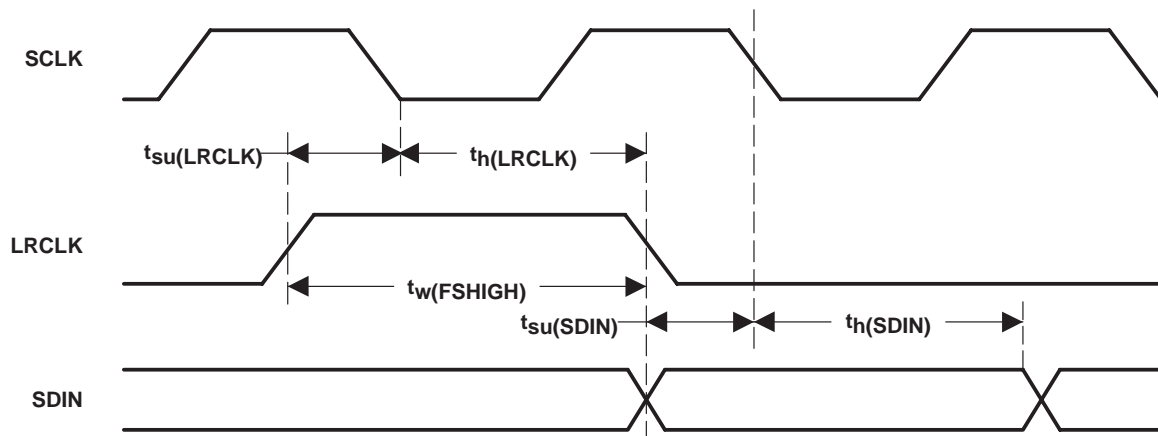 SCLK
tsu(LRCLK)
th(LRCLK)
LRCLK
tw(FSHIGH)
tsu(SDIN)
th(SDIN)
SDIN